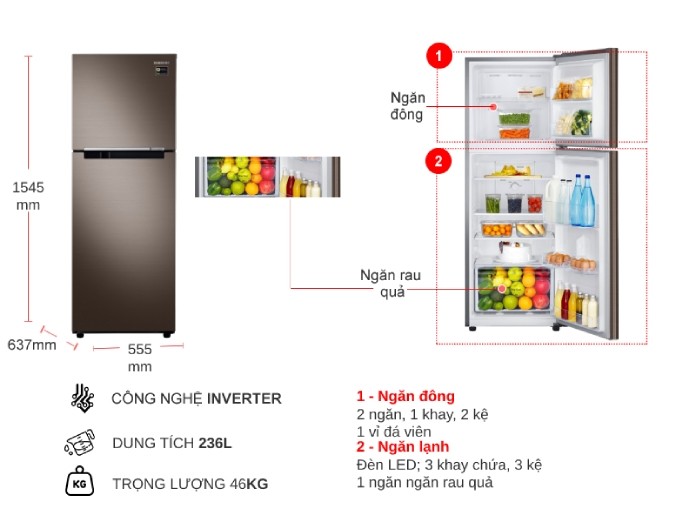 SAMSUNG
1
Ngăn
đông
2
1545
mm
Ngăn rau
quả
637mm
555
mm
CÔNG NGHỆ INVERTER
DUNG TÍCH 236L
KG
TRỌNG LƯỢNG 46KG
1 - Ngăn đông
2 ngăn, 1 khay, 2 kệ
1 vỉ đá viên
2 - Ngăn lạnh
Đèn LED; 3 khay chứa, 3 kệ
1 ngăn ngăn rau quả